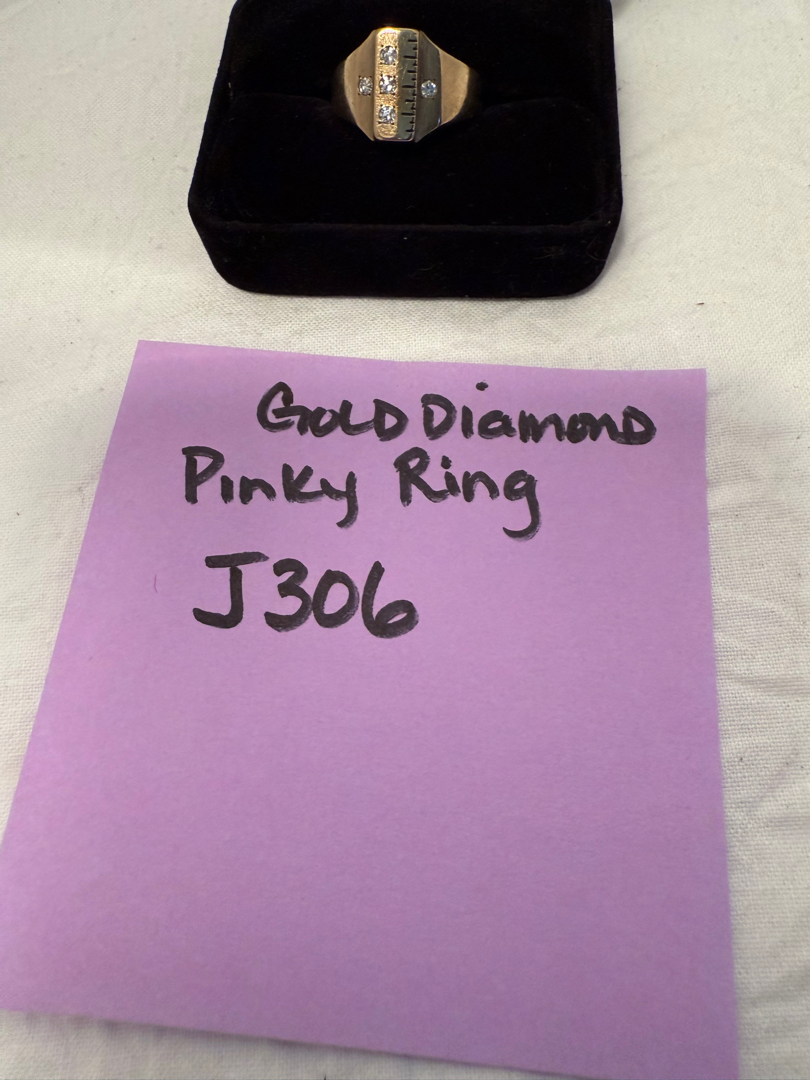 GOLD Diamond
Pinky Ring
J306